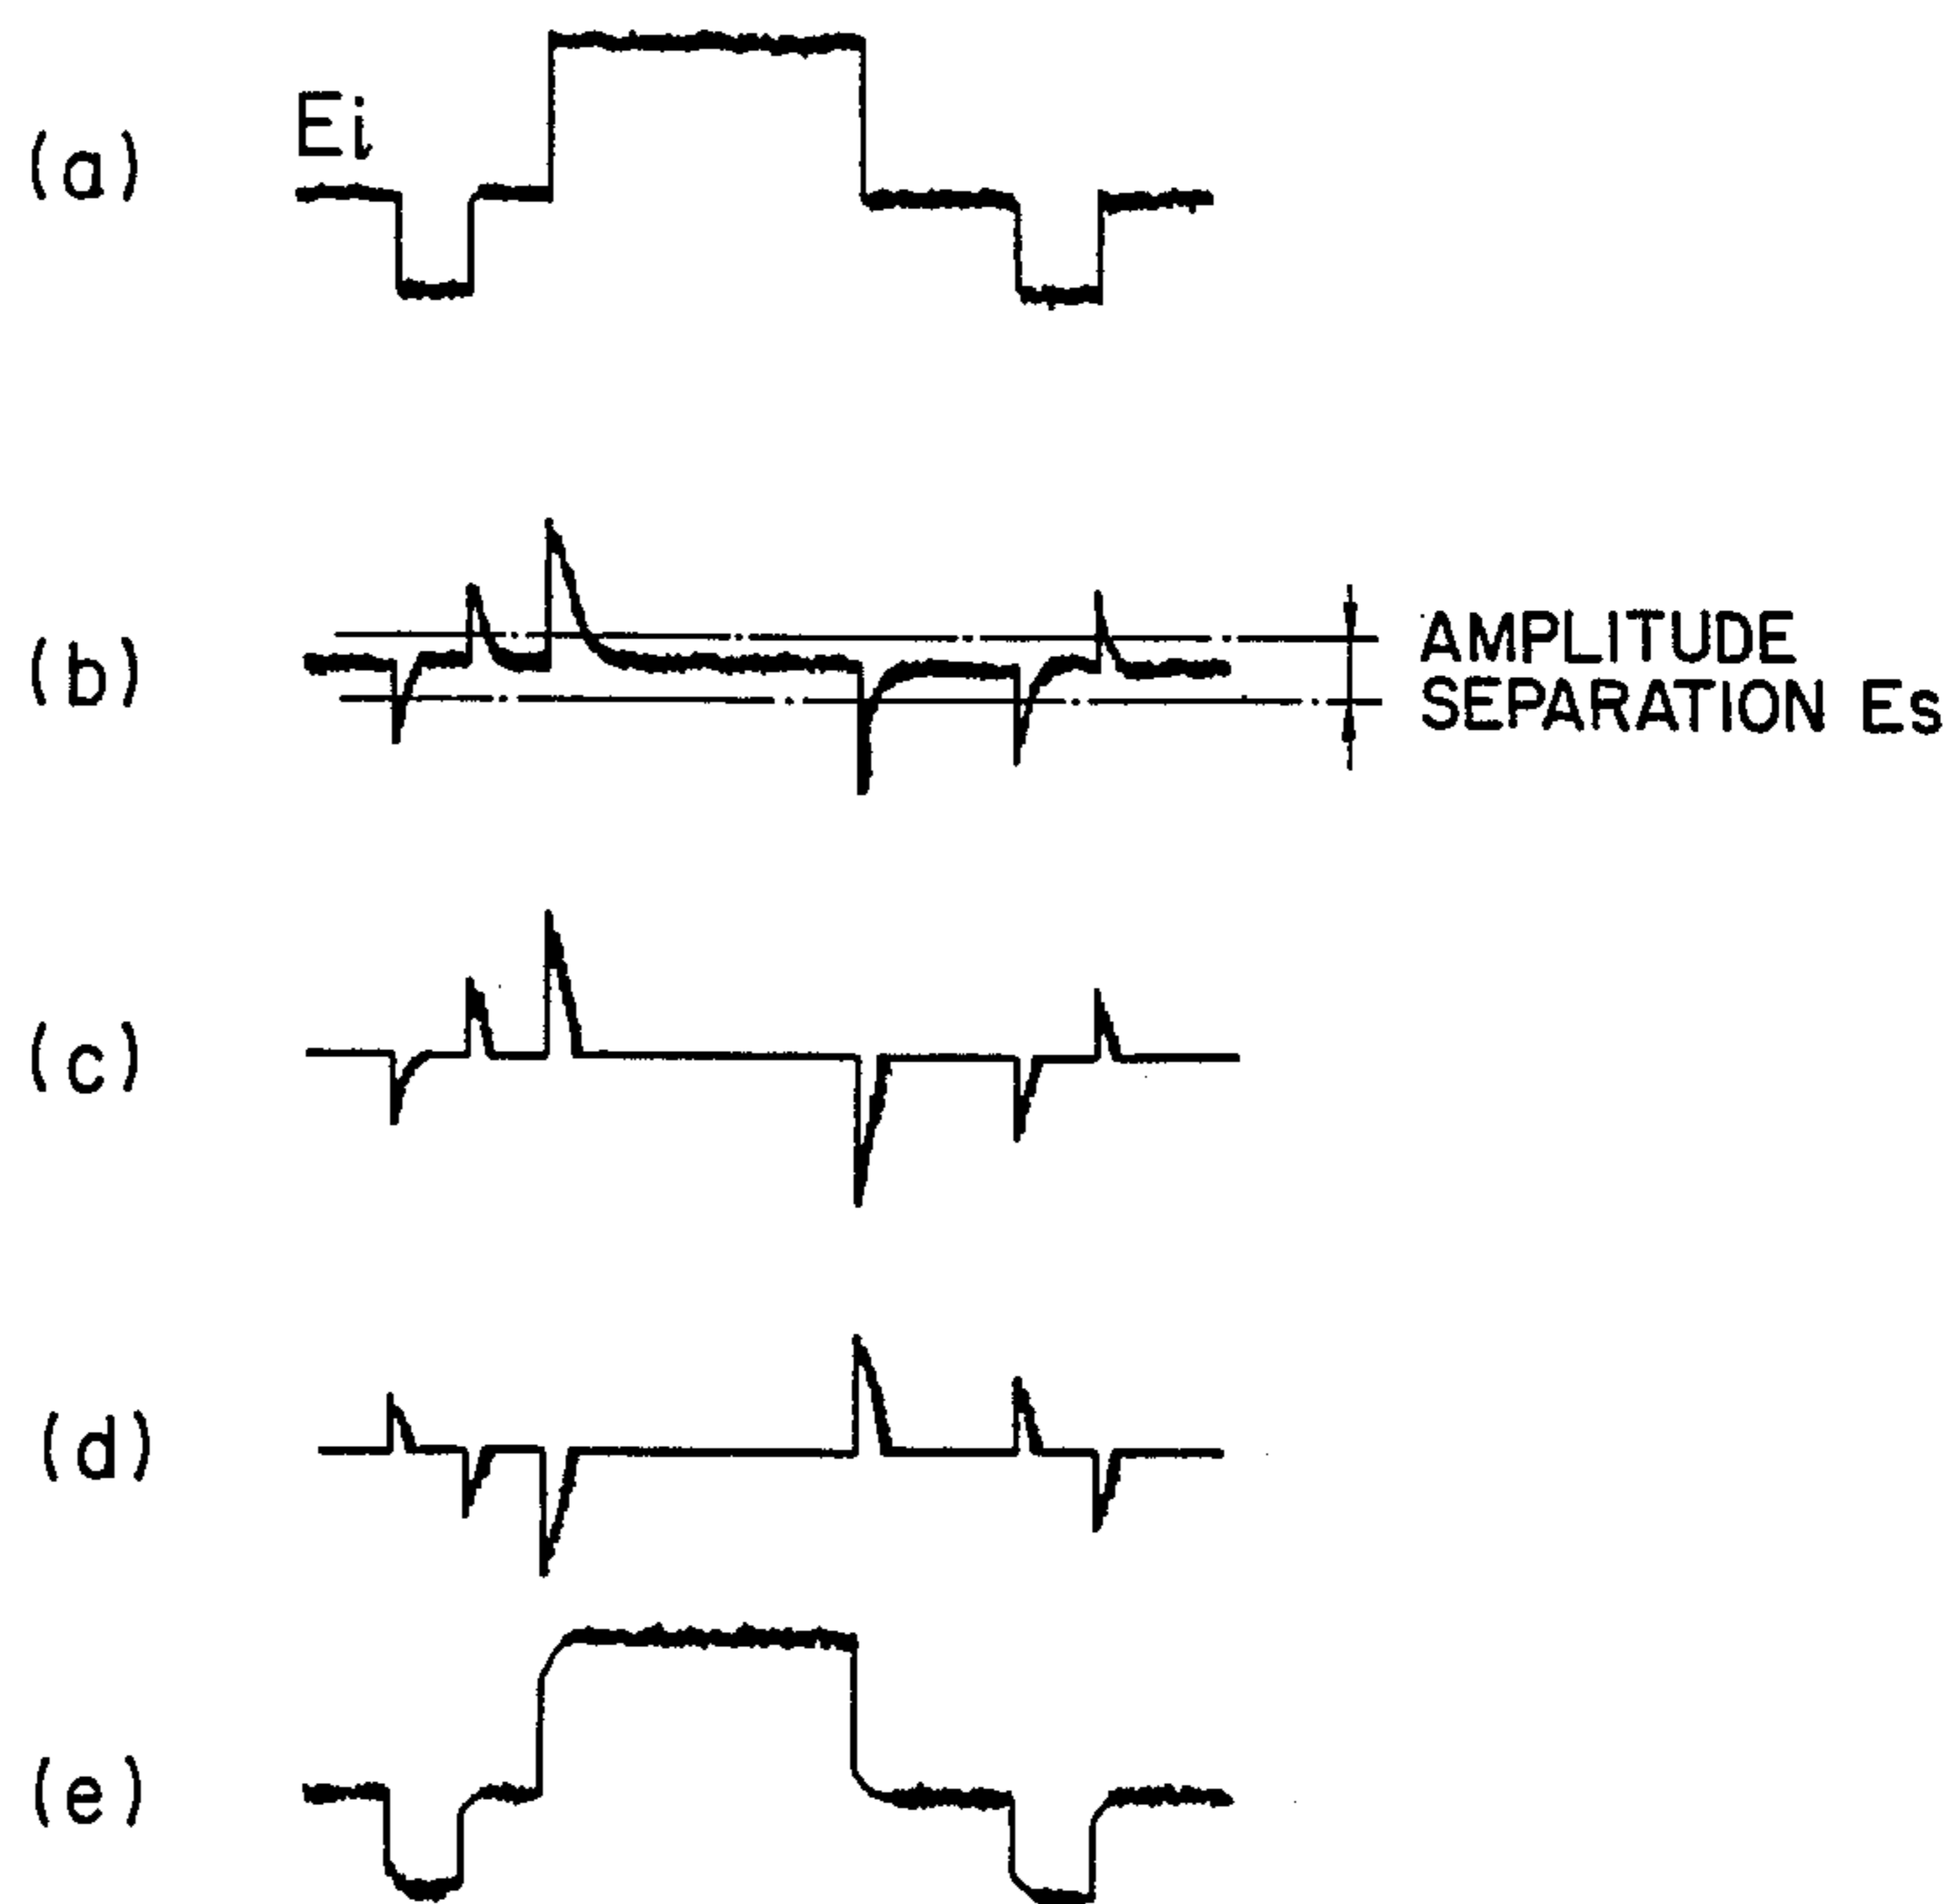 (a)
Ei
(b)
AMPLITUDE
SEPARATION Es
(c)
(d)
(e)